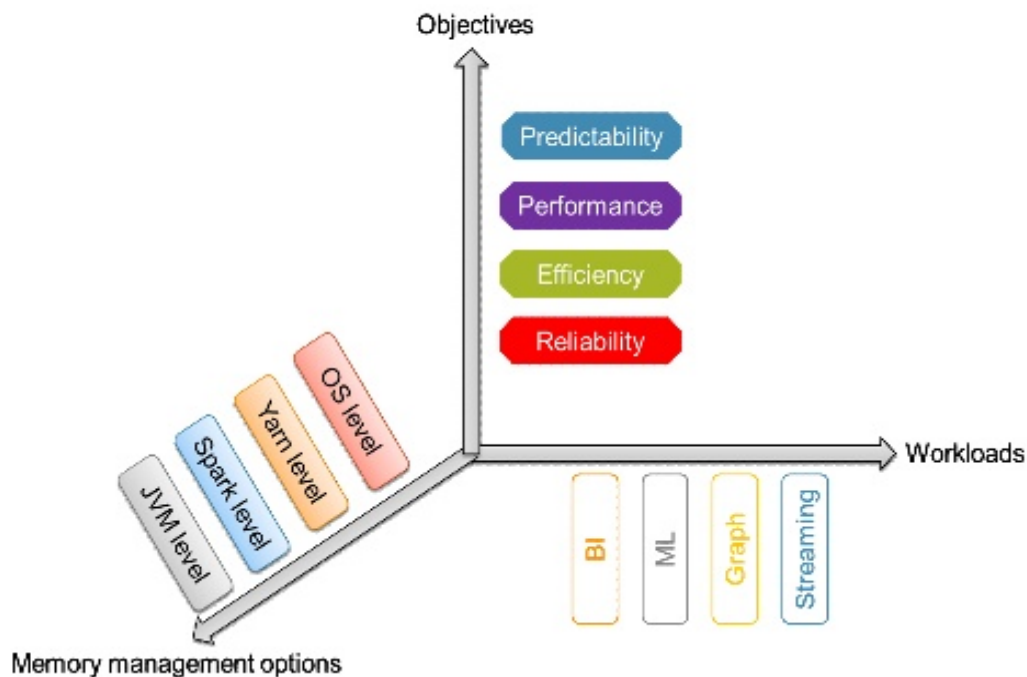 Objectives
Predictability
Performance
Efficiency
Reliability
OS level
Yarn level
Spark level
JVM level
Workloads
BI
ML
Graph
Streaming
Memory management options